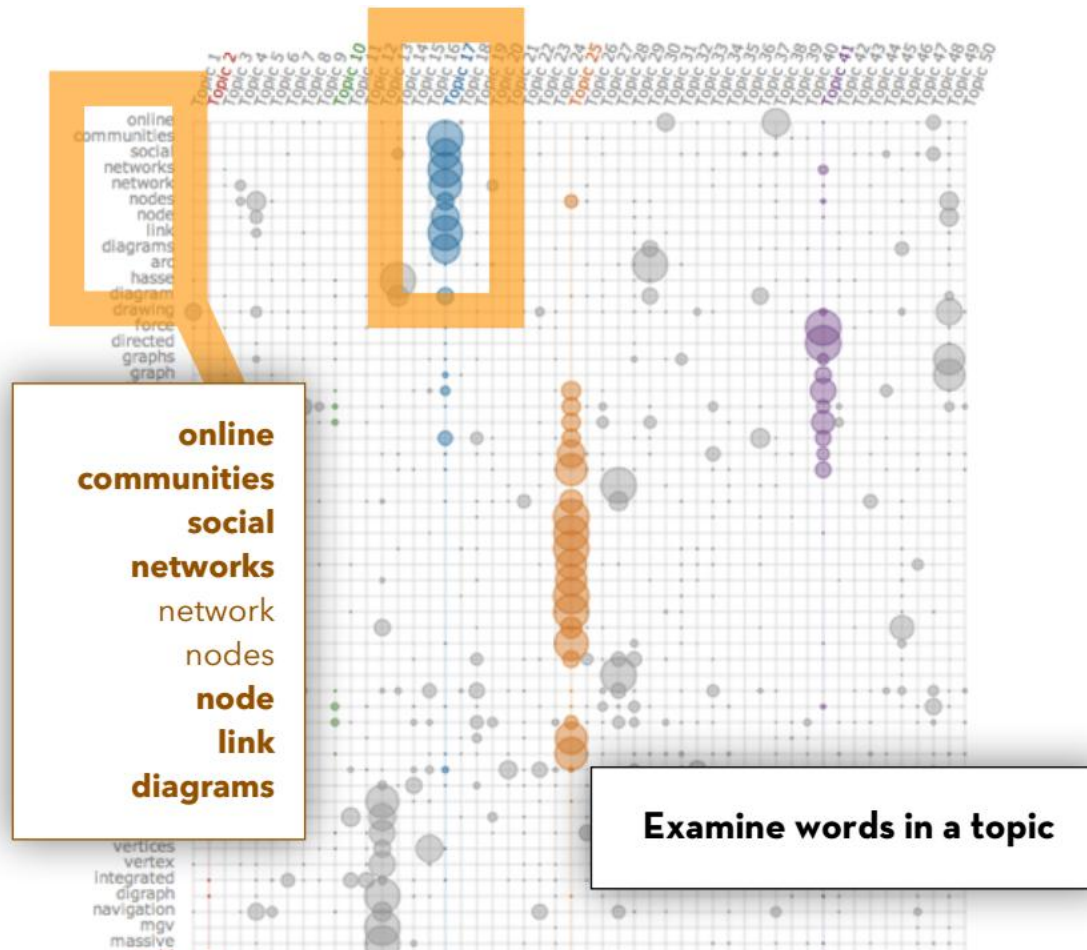 Topic 1
Topic 2
Topic 3
Topic 4
Topic 5
Topic 6
Topic 7
Topic 8
Topic 9
Topic 10
Topic 11
Topic 12
Topic 13
Topic 14
Topic 15
Topic 16
Topic 17
Topic 18
Topic 19
Topic 20
Topic 21
Topic 22
Topic 23
Topic 24
Topic 25
Topic 26
Topic 27
Topic 28
Topic 29
Topic 30
Topic 31
Topic 32
Topic 33
Topic 34
Topic 35
Topic 36
Topic 37
Topic 38
Topic 39
Topic 40
Topic 41
Topic 42
Topic 43
Topic 44
Topic 45
Topic 46
Topic 47
Topic 48
Topic 49
Topic 50
online
communities
social
networks
network
nodes
node
link
diagrams
arc
hasse
diagram
drawing
force
directed
graphs
graph
online
communities
social
networks
network
nodes
node
link
diagrams
Examine words in a topic
vertices
vertex
integrated
digraph
navigation
mgv
massive